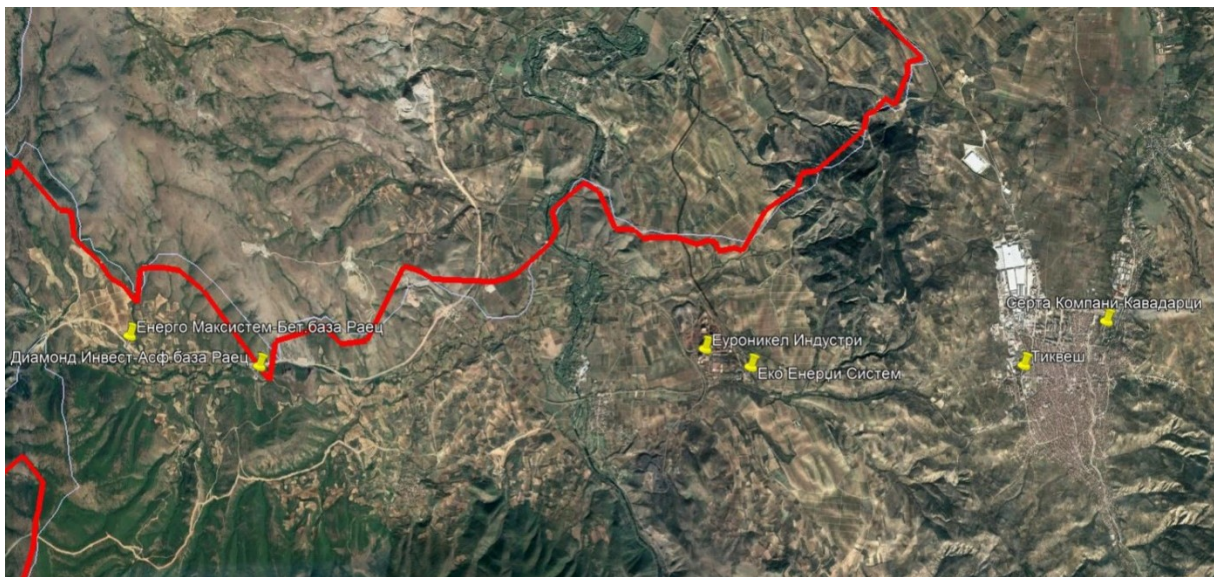 Серта Компани-Кавадарци
Енерго Максистем-Бет.база Раец
Еуроникел Индустри
Диамонд Инвест-Асф.база Раец
Тиквеш
Еко Енерџи Систем